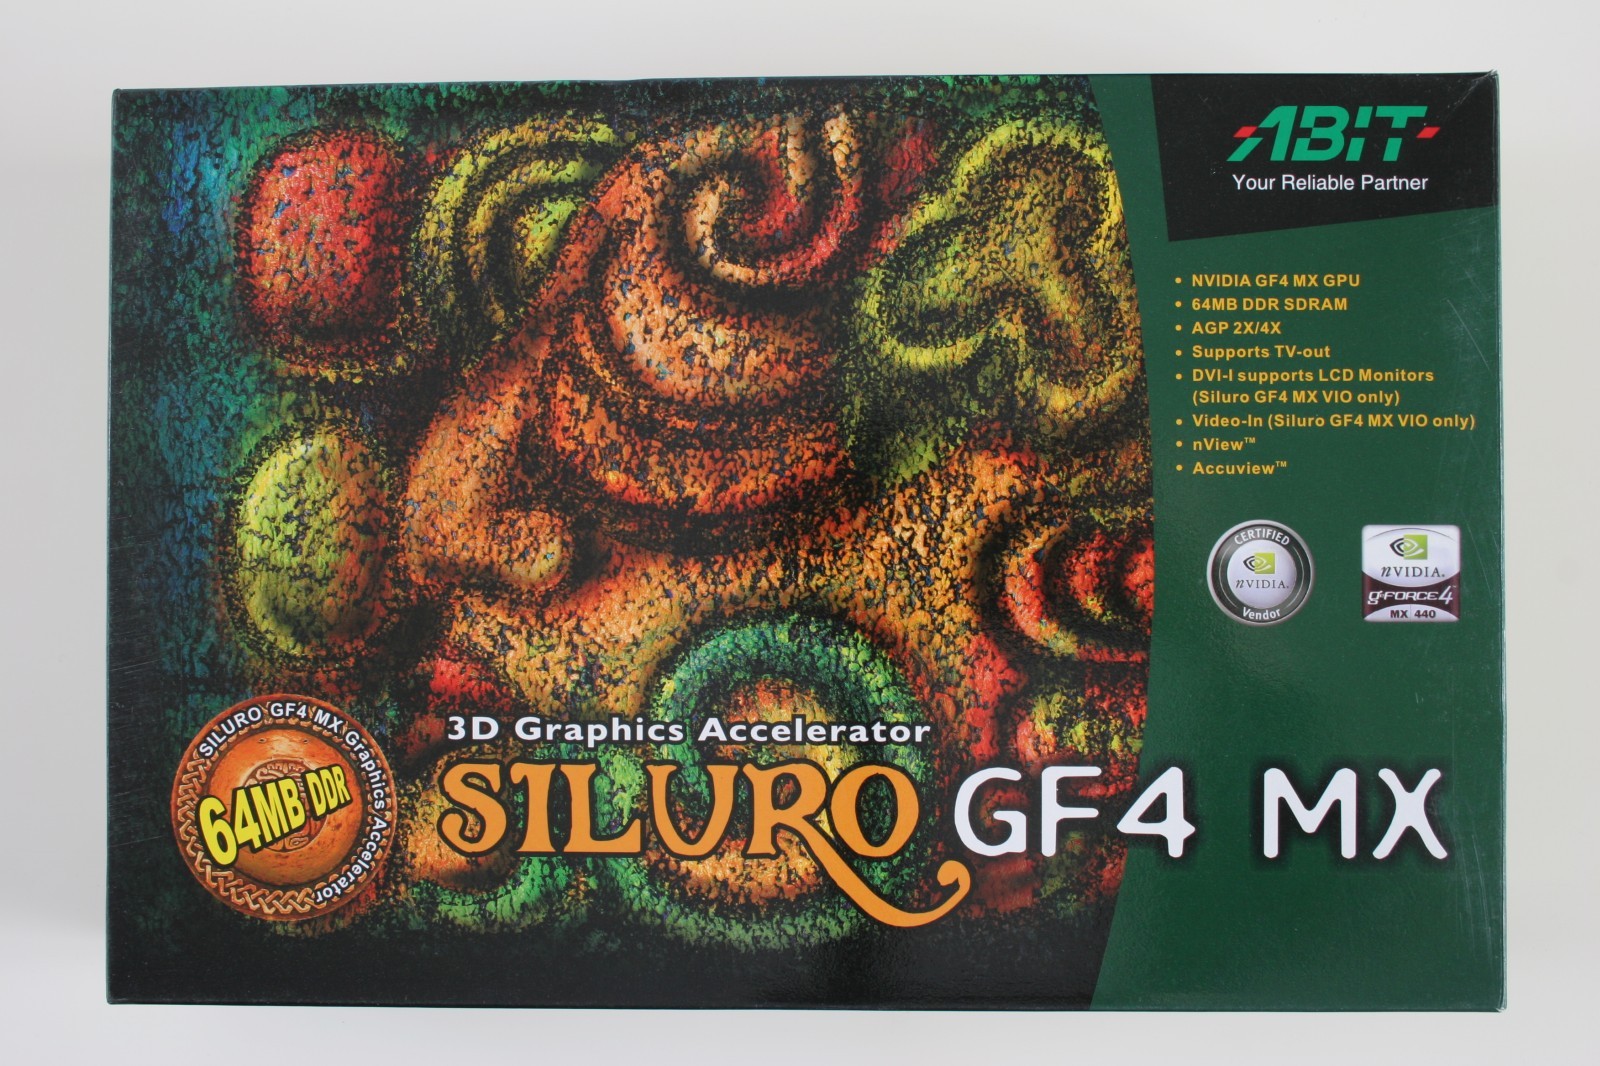 ABIT
Your Reliable Partner
• NVIDIA GF4 MX GPU
• 64MB DDR SDRAM
• AGP 2X/4X
• Supports TV-out
• DVI-I supports LCD Monitors
(Siluro GF4 MX VIO only)
• Video-In (Siluro GF4 MX VIO only)
• nView™
• Accuview™
CERTIFIED
nVIDIA.
Vendor
nVIDIA.
GFORCE4
MX 440
SILURO GF4 MX Graphics Accelerator
64MB DDR
3D Graphics Accelerator
SILURO GF4 MX